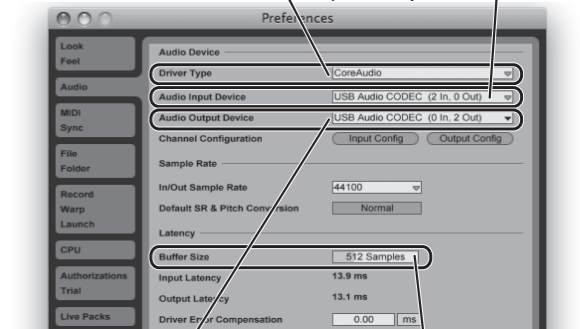 Preferences
Look
Feel
Audio
MIDI
Sync
File
Folder
Record
Warp
Launch
CPU
Authorizations
Trial
Live Packs
Audio Device
Driver Type CoreAudio
Audio Input Device USB Audio CODEC (2 In, 0 Out)
Audio Output Device USB Audio CODEC (0 In, 2 Out)
Channel Configuration Input Config Output Config
Sample Rate
In/Out Sample Rate 44100
Default SR & Pitch Conversion Normal
Latency
Buffer Size 512 Samples
Input Latency 13.9 ms
Output Latency 13.1 ms
Driver Error Compensation 0.00 ms